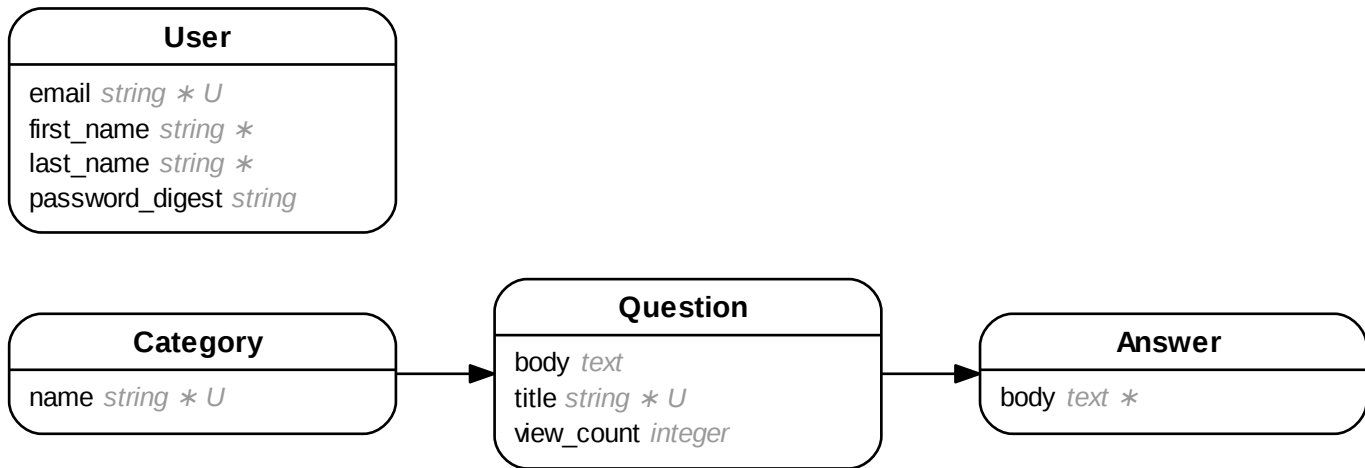 User
email string ∗ U
first_name string ∗
last_name string ∗
password_digest string
Category
name string ∗ U
Question
body text
title string ∗ U
view_count integer
Answer
body text ∗